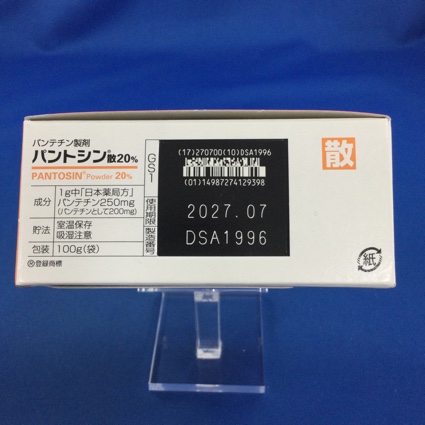 パンテチン製剤
パントシン®散20%
PANTOSIN® Powder 20%
成分
1g中「日本薬局方」
パンテチン250mg
(パンテチンとして200mg)
貯法
室温保存
吸湿注意
包装 100g(袋)
®登録商標
GS1
(17)270700(10)DSA1996
(01)14987274129398
使用期限 2027.07
製造番号 DSA1996
散
紙